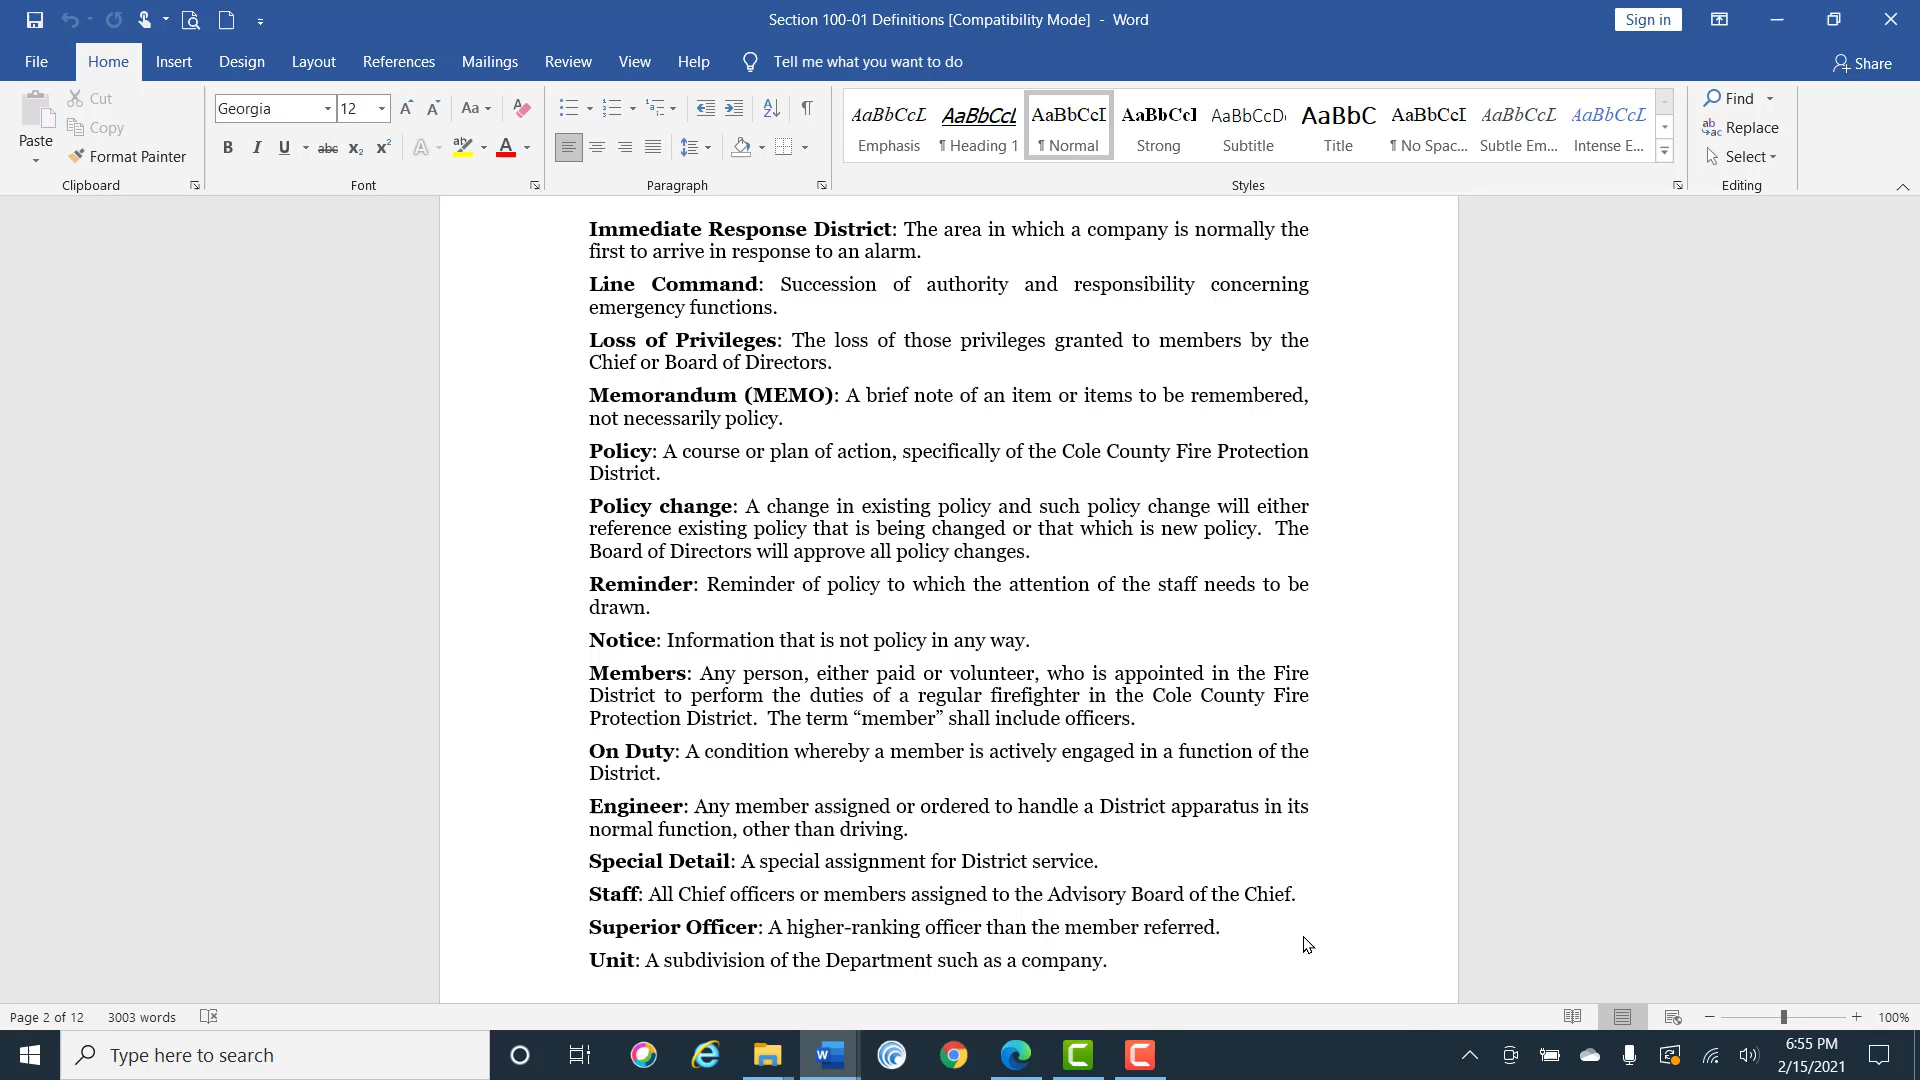 Section 100-01 Definitions [Compatibility Mode] - Word
Sign in
File Home Insert Design Layout References Mailings Review View Help Tell me what you want to do
Share
Paste
Cut
Copy
Format Painter
Clipboard
Georgia 12
Font
Paragraph
AaBbCcL AaBbCcL AaBbCcI AaBbCcI AaBbCcD AaBbC AaBbCcI AaBbCcL AaBbCcL
Emphasis ¶ Heading 1 ¶ Normal Strong Subtitle Title ¶ No Spac... Subtle Em... Intense E...
Styles
Find
Replace
Select
Editing
Immediate Response District: The area in which a company is normally the
first to arrive in response to an alarm.
Line Command: Succession of authority and responsibility concerning
emergency functions.
Loss of Privileges: The loss of those privileges granted to members by the
Chief or Board of Directors.
Memorandum (MEMO): A brief note of an item or items to be remembered,
not necessarily policy.
Policy: A course or plan of action, specifically of the Cole County Fire Protection
District.
Policy change: A change in existing policy and such policy change will either
reference existing policy that is being changed or that which is new policy. The
Board of Directors will approve all policy changes.
Reminder: Reminder of policy to which the attention of the staff needs to be
drawn.
Notice: Information that is not policy in any way.
Members: Any person, either paid or volunteer, who is appointed in the Fire
District to perform the duties of a regular firefighter in the Cole County Fire
Protection District. The term “member” shall include officers.
On Duty: A condition whereby a member is actively engaged in a function of the
District.
Engineer: Any member assigned or ordered to handle a District apparatus in its
normal function, other than driving.
Special Detail: A special assignment for District service.
Staff: All Chief officers or members assigned to the Advisory Board of the Chief.
Superior Officer: A higher-ranking officer than the member referred.
Unit: A subdivision of the Department such as a company.
Page 2 of 12 3003 words
100%
Type here to search
6:55 PM
2/15/2021